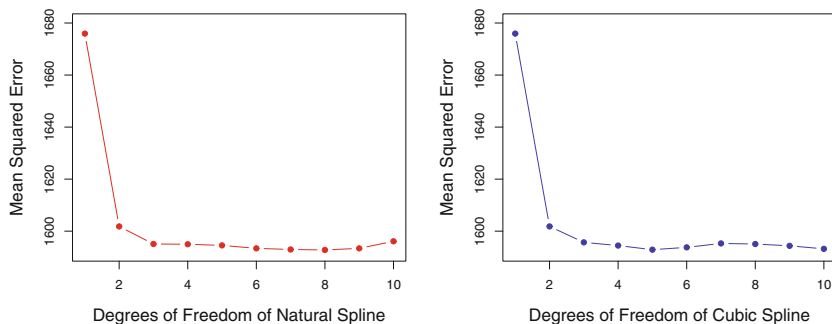 Mean Squared Error
1680
1660
1640
1620
1600
2 4 6 8 10
Degrees of Freedom of Natural Spline
Mean Squared Error
1680
1660
1640
1620
1600
2 4 6 8 10
Degrees of Freedom of Cubic Spline